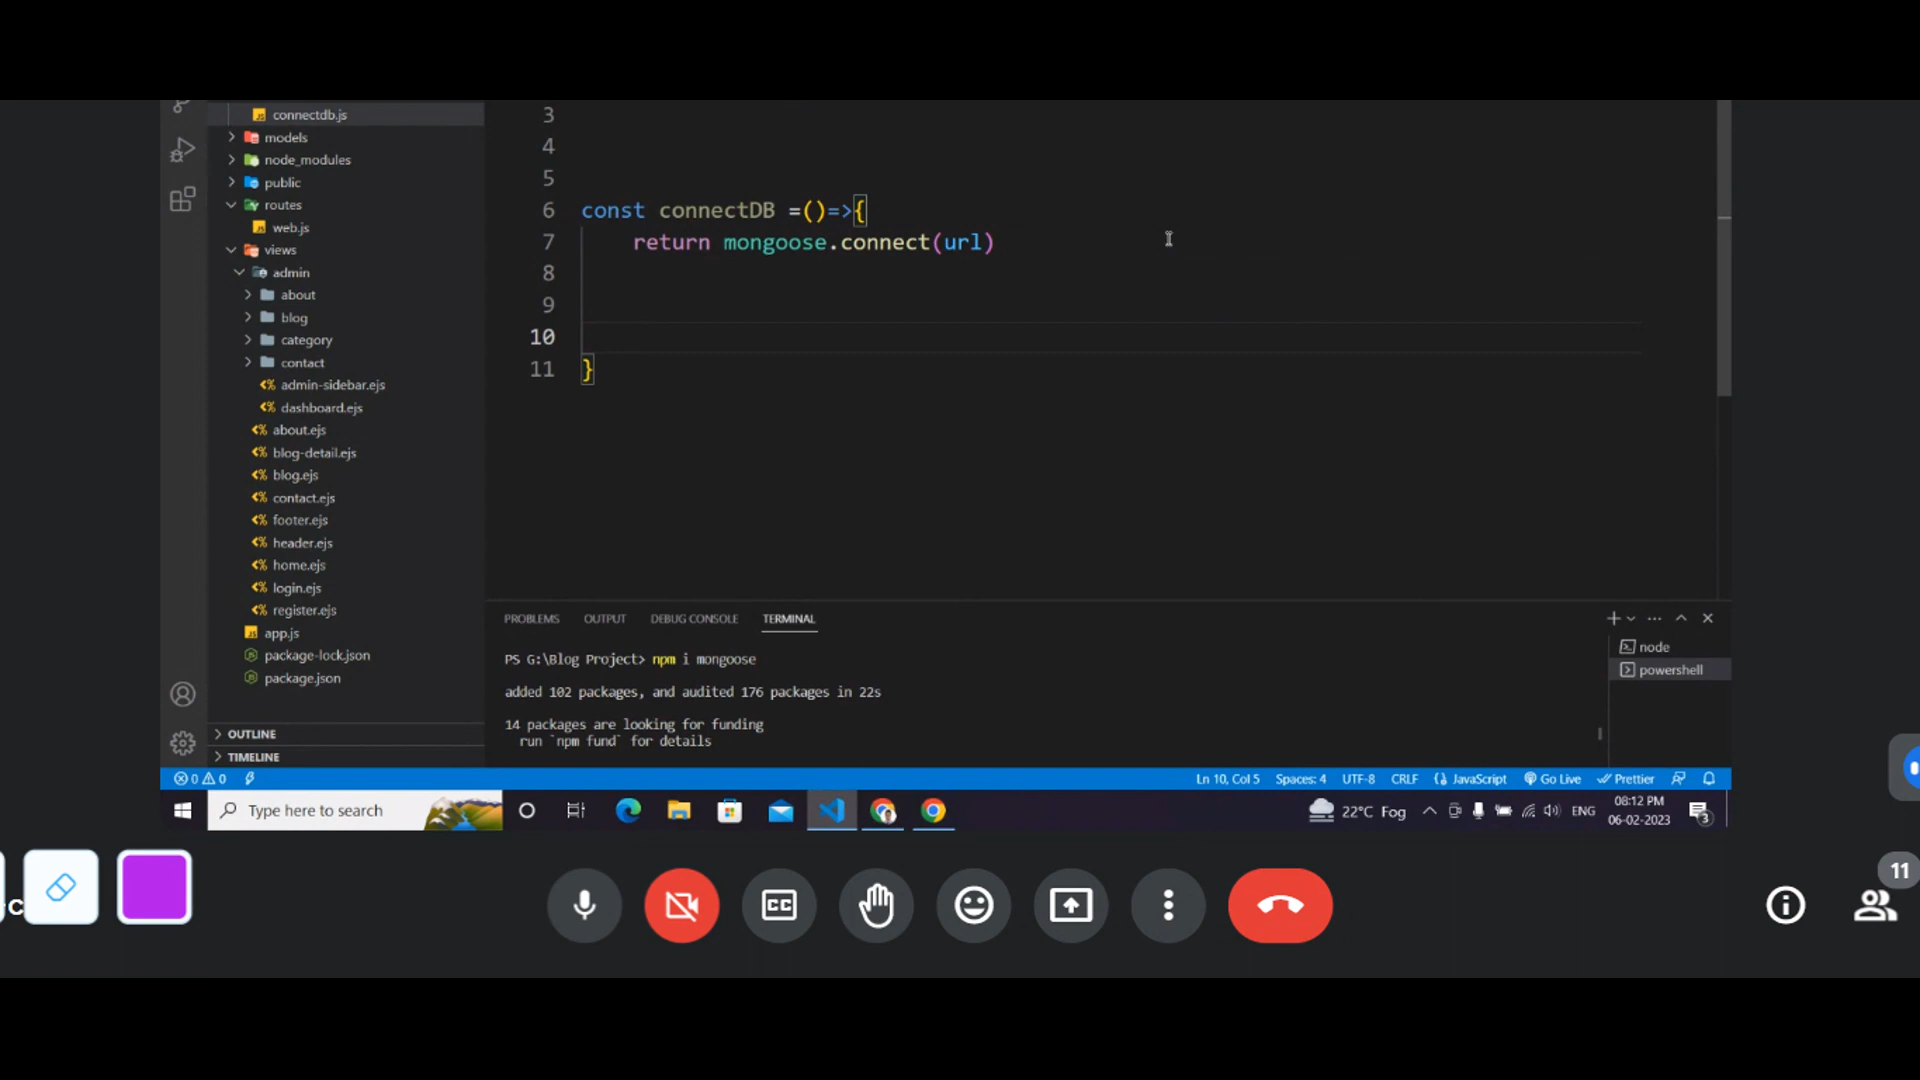 connectdb.js
models
node_modules
public
routes
web.js
views
admin
about
blog
category
contact
admin-sidebar.ejs
dashboard.ejs
about.ejs
blog-detail.ejs
blog.ejs
contact.ejs
footer.ejs
header.ejs
home.ejs
login.ejs
register.ejs
app.js
package-lock.json
package.json
OUTLINE
TIMELINE
3
4
5
6 const connectDB =()=>{
7 return mongoose.connect(url)
8
9
10
11 }
PROBLEMS OUTPUT DEBUG CONSOLE TERMINAL
node
powershell
PS G:\Blog Project> npm i mongoose
added 102 packages, and audited 176 packages in 22s
14 packages are looking for funding
run `npm fund` for details
0 0 Ln 10, Col 5 Spaces: 4 UTF-8 CRLF JavaScript Go Live Prettier
Type here to search 22°C Fog ENG 08:12 PM
06-02-2023 3
CC
11